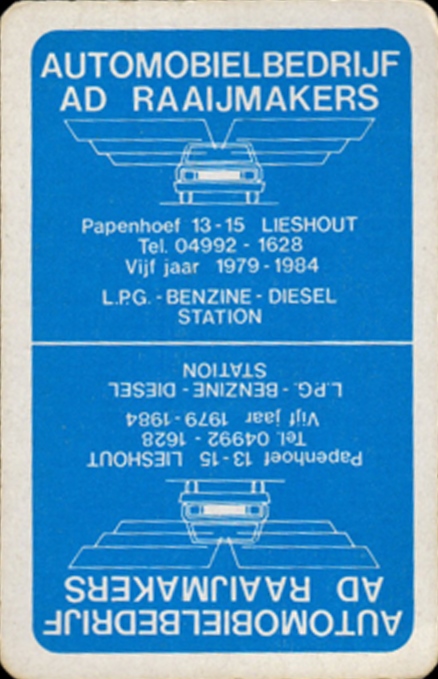 AUTOMOBIELBEDRIJF
AD RAAIJMAKERS
Papenhoef 13-15 LIESHOUT
Tel. 04992 - 1628
Vijf jaar 1979-1984
L.P.G. - BENZINE - DIESEL
STATION
AUTOMOBIELBEDRIJF
AD RAAIJMAKERS
Papenhoef 13-15 LIESHOUT
Tel. 04992 - 1628
Vijf jaar 1979-1984
L.P.G. - BENZINE - DIESEL
STATION